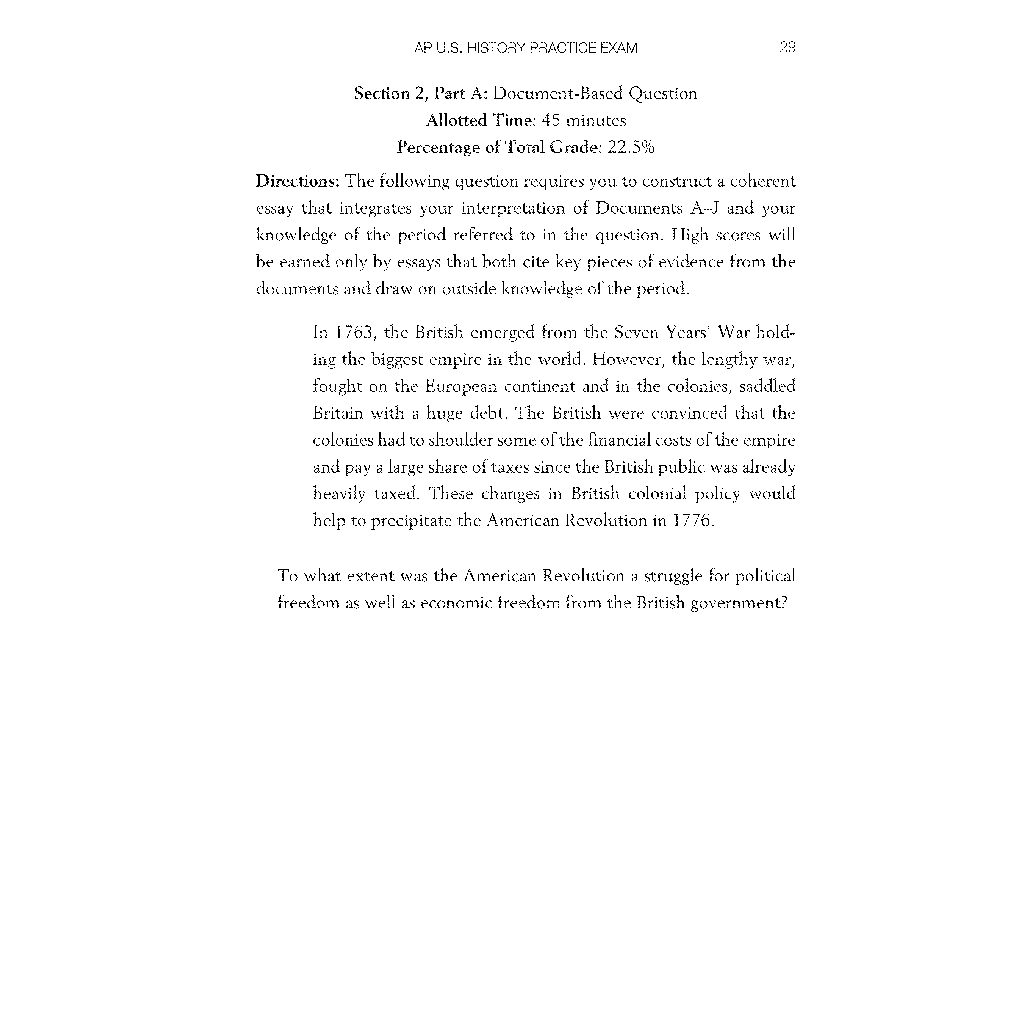 AP U.S. HISTORY PRACTICE EXAM 29
Section 2, Part A: Document-Based Question
Allotted Time: 45 minutes
Percentage of Total Grade: 22.5%
Directions: The following question requires you to construct a coherent
essay that integrates your interpretation of Documents A–J and your
knowledge of the period referred to in the question. High scores will
be earned only by essays that both cite key pieces of evidence from the
documents and draw on outside knowledge of the period.
In 1763, the British emerged from the Seven Years' War hold-
ing the biggest empire in the world. However, the lengthy war,
fought on the European continent and in the colonies, saddled
Britain with a huge debt. The British were convinced that the
colonies had to shoulder some of the financial costs of the empire
and pay a large share of taxes since the British public was already
heavily taxed. These changes in British colonial policy would
help to precipitate the American Revolution in 1776.
To what extent was the American Revolution a struggle for political
freedom as well as economic freedom from the British government?